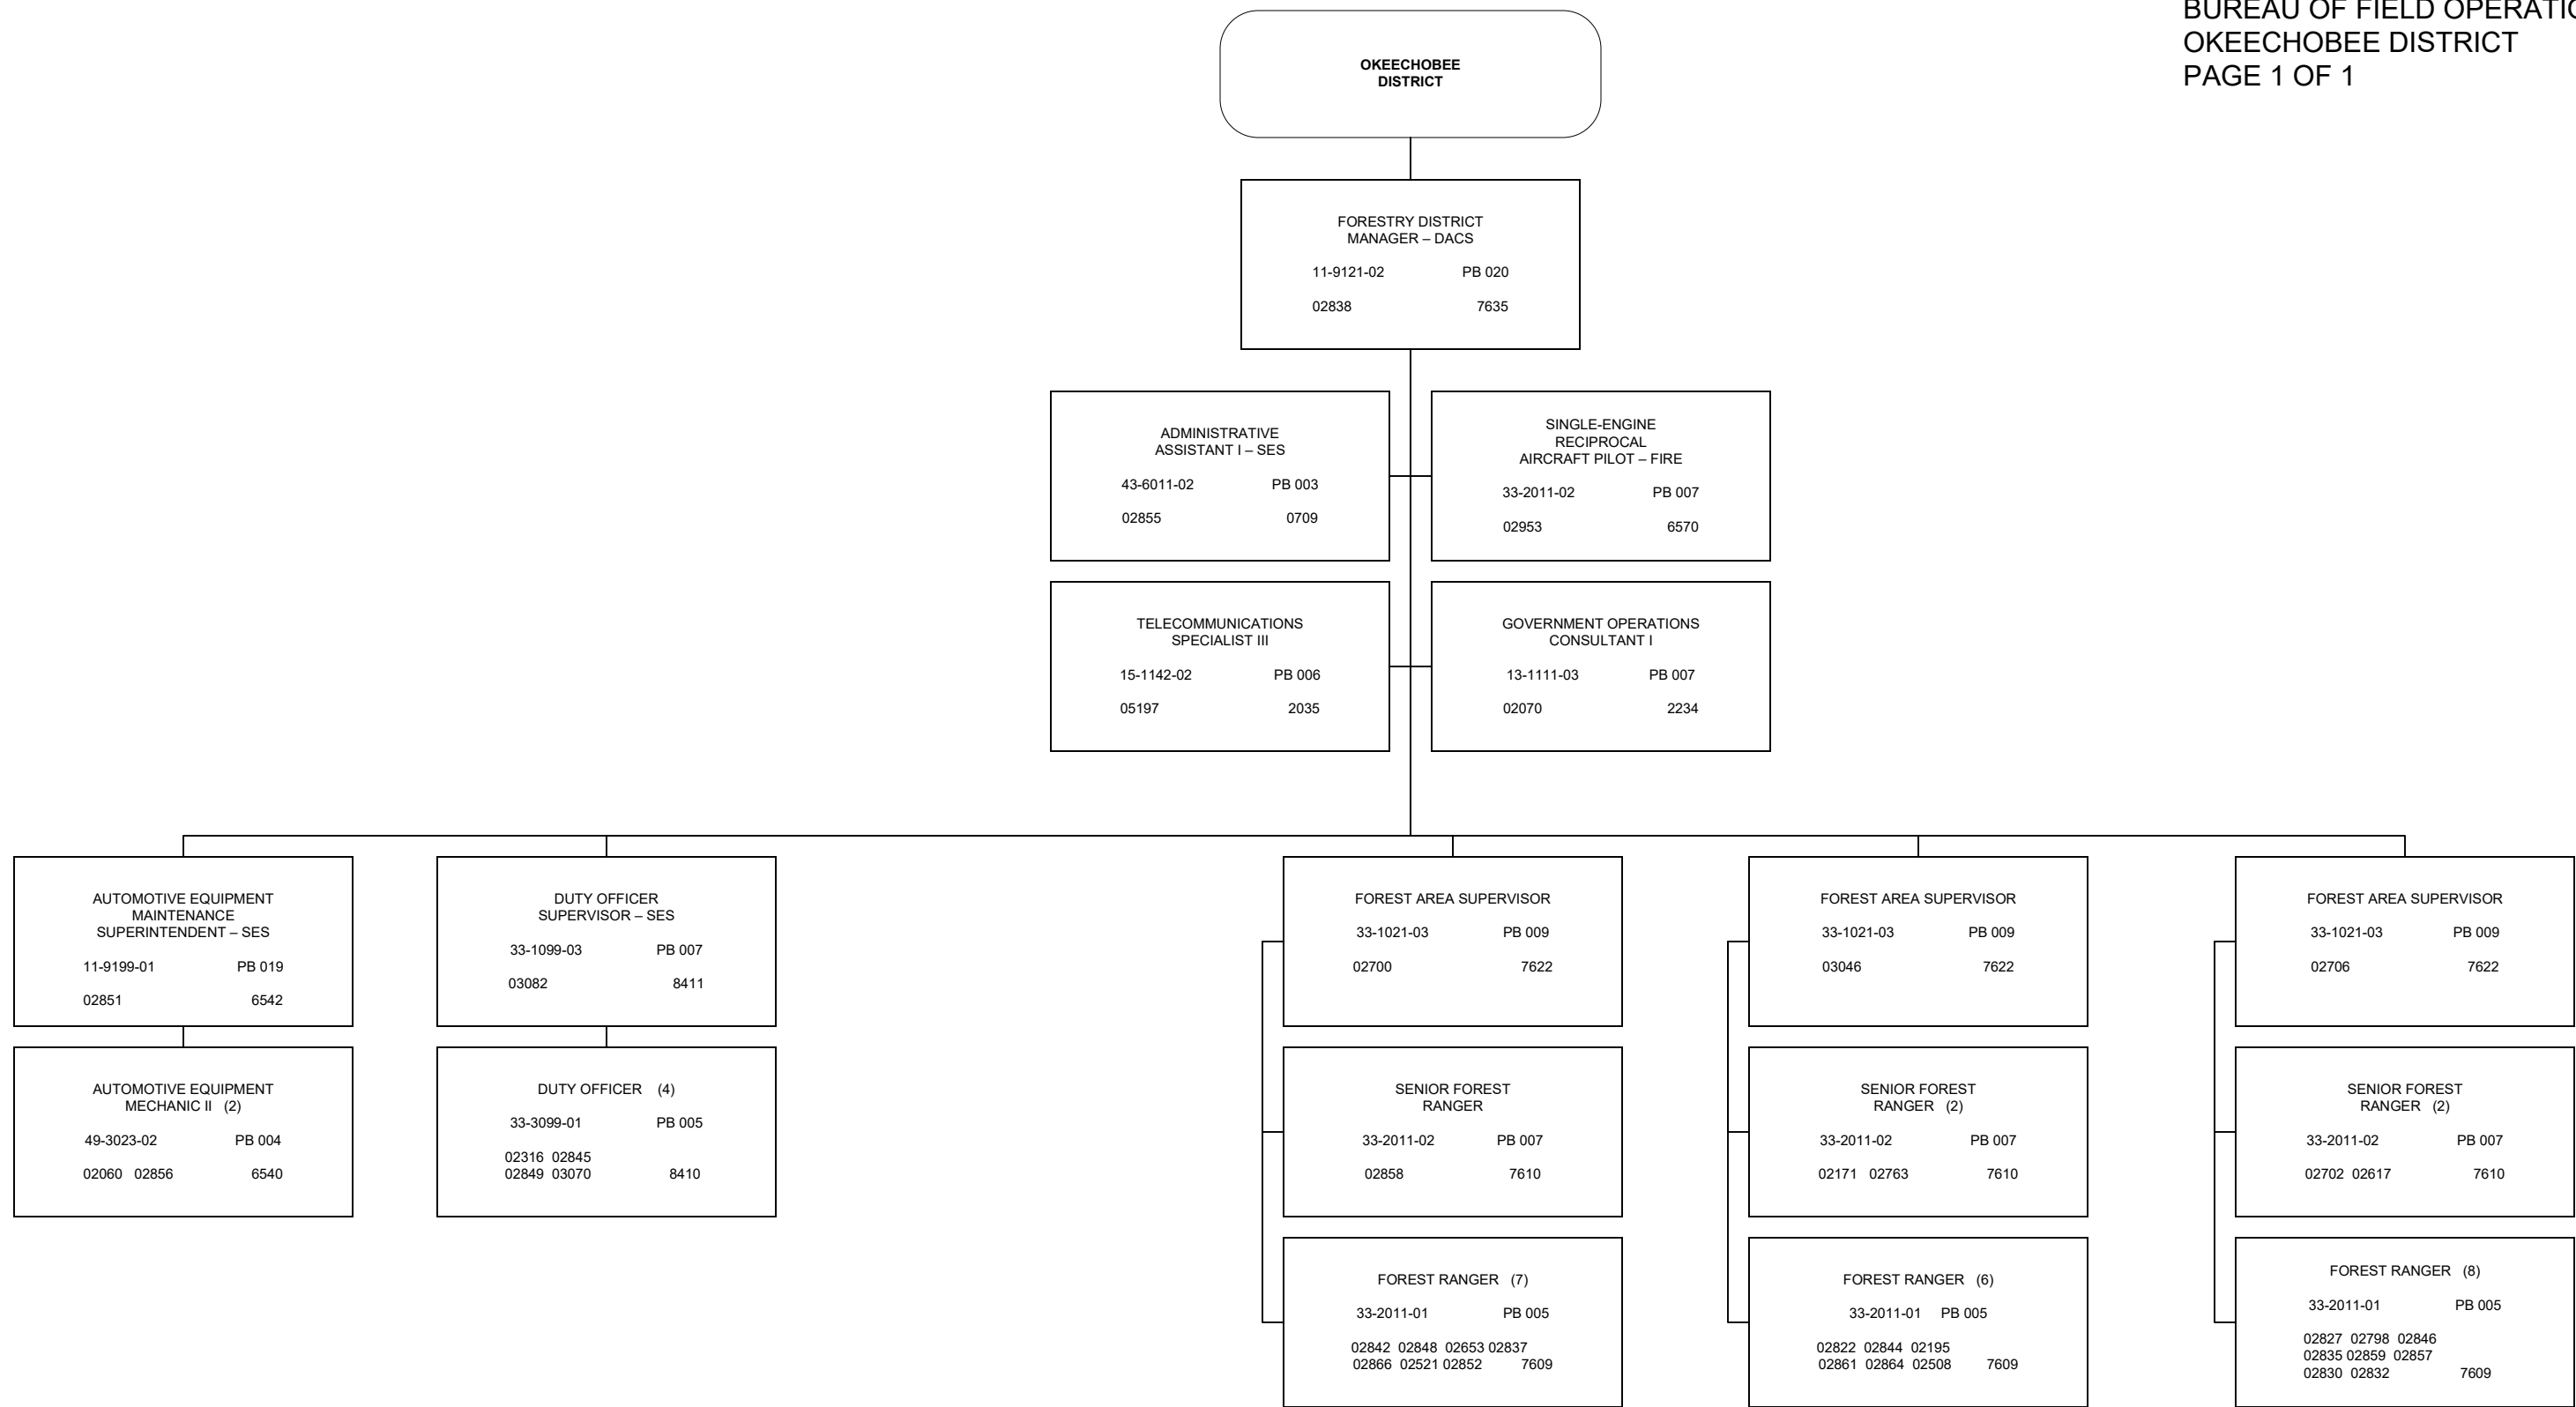 BUREAU OF FIELD
OKEECHOBEE DISTRICT
PAGE 1 OF 1
OKEECHOBEE
DISTRICT
FORESTRY DISTRICT
MANAGER – DACS
11-9121-02 PB 020
02838 7635
ADMINISTRATIVE
ASSISTANT I – SES
43-6011-02 PB 003
02855 0709
SINGLE-ENGINE
RECIPROCAL
AIRCRAFT PILOT – FIRE
33-2011-02 PB 007
02953 6570
TELECOMMUNICATIONS
SPECIALIST III
15-1142-02 PB 006
05197 2035
GOVERNMENT OPERATIONS
CONSULTANT I
13-1111-03 PB 007
02070 2234
AUTOMOTIVE EQUIPMENT
MAINTENANCE
SUPERINTENDENT – SES
11-9199-01 PB 019
02851 6542
DUTY OFFICER
SUPERVISOR – SES
33-1099-03 PB 007
03082 8411
FOREST AREA SUPERVISOR
33-1021-03 PB 009
02700 7622
FOREST AREA SUPERVISOR
33-1021-03 PB 009
03046 7622
FOREST AREA SUPERVISOR
33-1021-03 PB 009
02706 7622
AUTOMOTIVE EQUIPMENT
MECHANIC II (2)
49-3023-02 PB 004
02060 02856 6540
DUTY OFFICER (4)
33-3099-01 PB 005
02316 02845
02849 03070 8410
SENIOR FOREST
RANGER
33-2011-02 PB 007
02858 7610
SENIOR FOREST
RANGER (2)
33-2011-02 PB 007
02171 02763 7610
SENIOR FOREST
RANGER (2)
33-2011-02 PB 007
02702 02617 7610
FOREST RANGER (7)
33-2011-01 PB 005
02842 02848 02653 02837
02866 02521 02852 7609
FOREST RANGER (6)
33-2011-01 PB 005
02822 02844 02195
02861 02864 02508 7609
FOREST RANGER (8)
33-2011-01 PB 005
02827 02798 02846
02835 02859 02857
02830 02832 7609